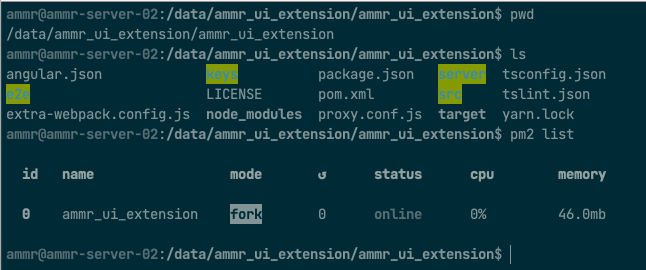 ammr@ammr-server-02:/data/ammr_ui_extension/ammr_ui_extension$ pwd
/data/ammr_ui_extension/ammr_ui_extension
ammr@ammr-server-02:/data/ammr_ui_extension/ammr_ui_extension$ ls
angular.json keys package.json server tsconfig.json
e2e LICENSE pom.xml src tslint.json
extra-webpack.config.js node_modules proxy.conf.js target yarn.lock
ammr@ammr-server-02:/data/ammr_ui_extension/ammr_ui_extension$ pm2 list
id name mode ↺ status cpu memory
0 ammr_ui_extension fork 0 online 0% 46.0mb
ammr@ammr-server-02:/data/ammr_ui_extension/ammr_ui_extension$